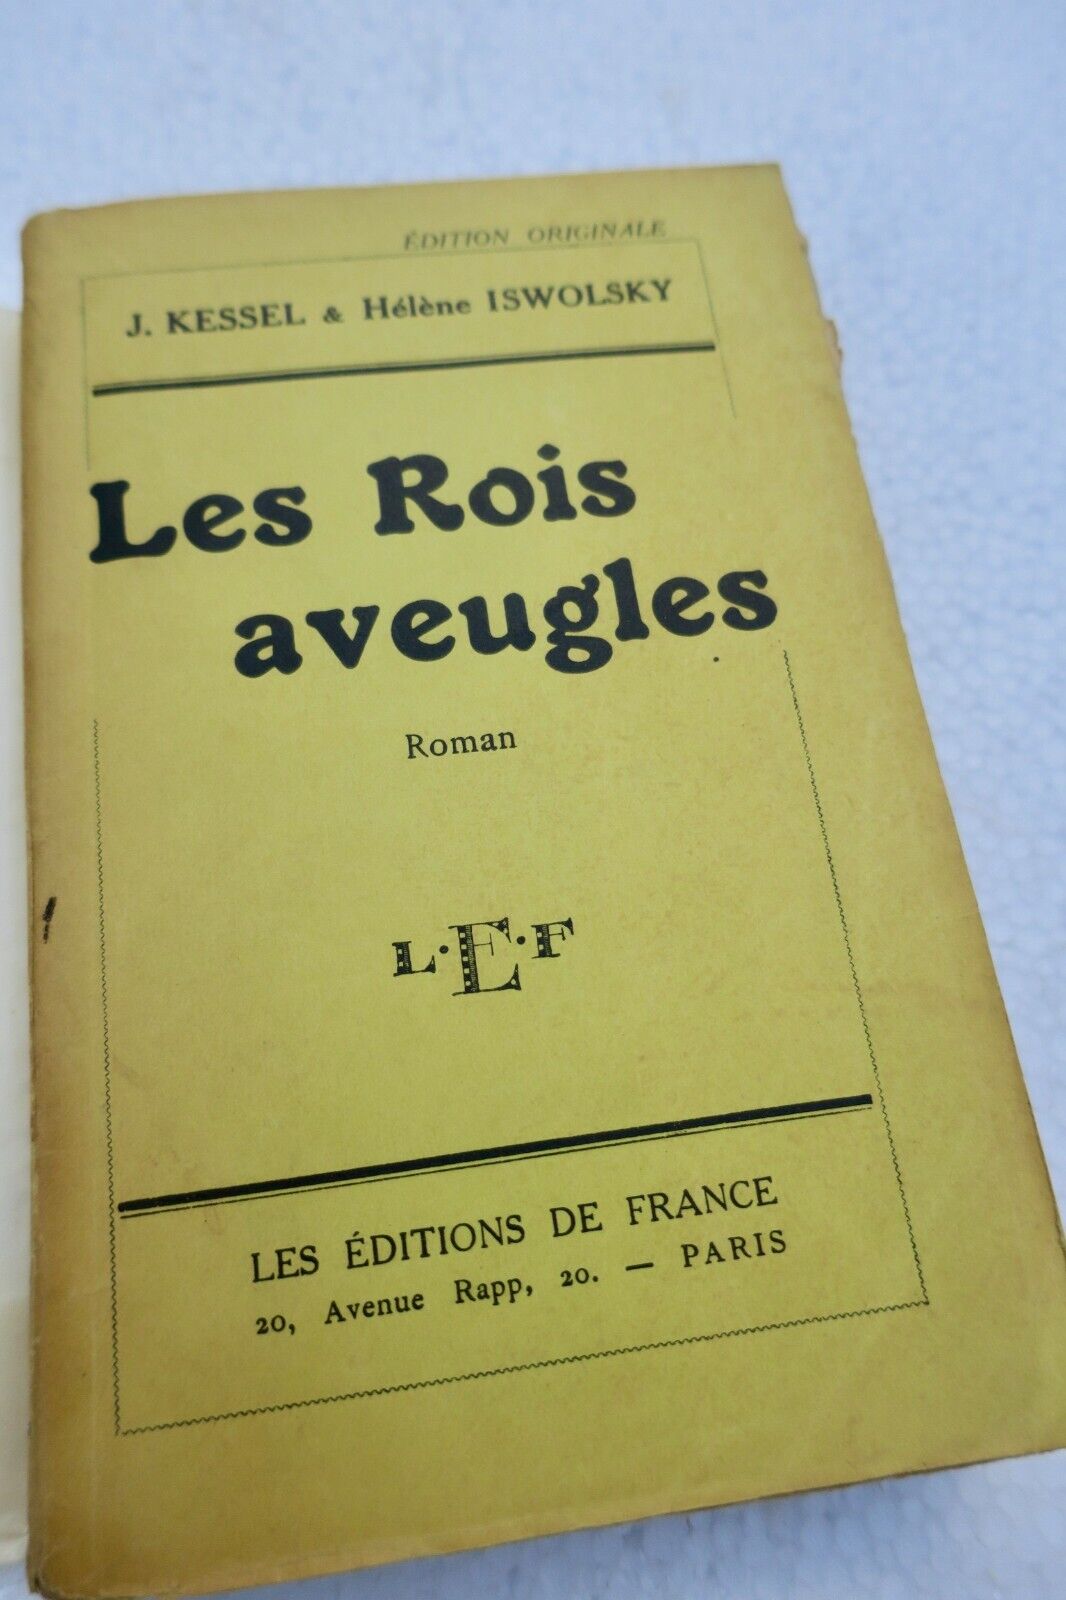 ÉDITION ORIGINALE
J. KESSEL & Hélène ISWOLSKY
Les Rois
aveugles
Roman
L·E·F
LES ÉDITIONS DE FRANCE
20, Avenue Rapp, 20. — PARIS